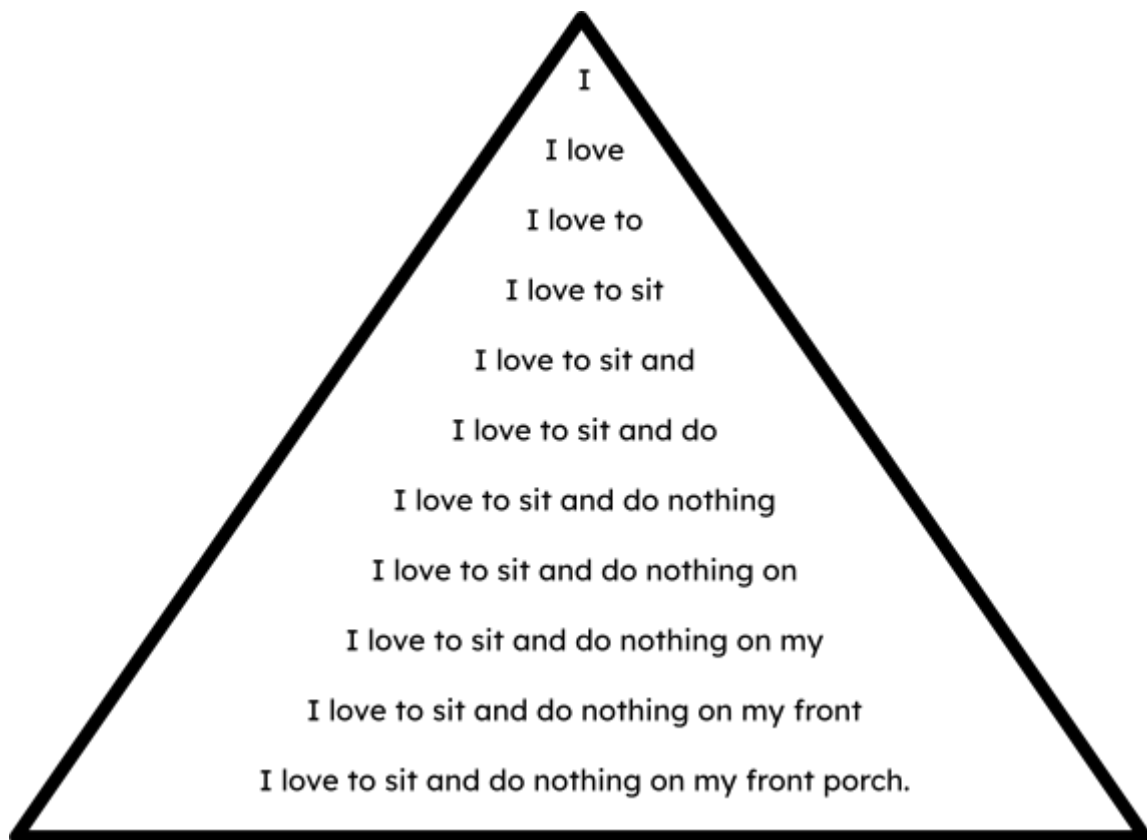 I
I love
I love to
I love to sit
I love to sit and
I love to sit and do
I love to sit and do nothing
I love to sit and do nothing on
I love to sit and do nothing on my
I love to sit and do nothing on my front
I love to sit and do nothing on my front porch.